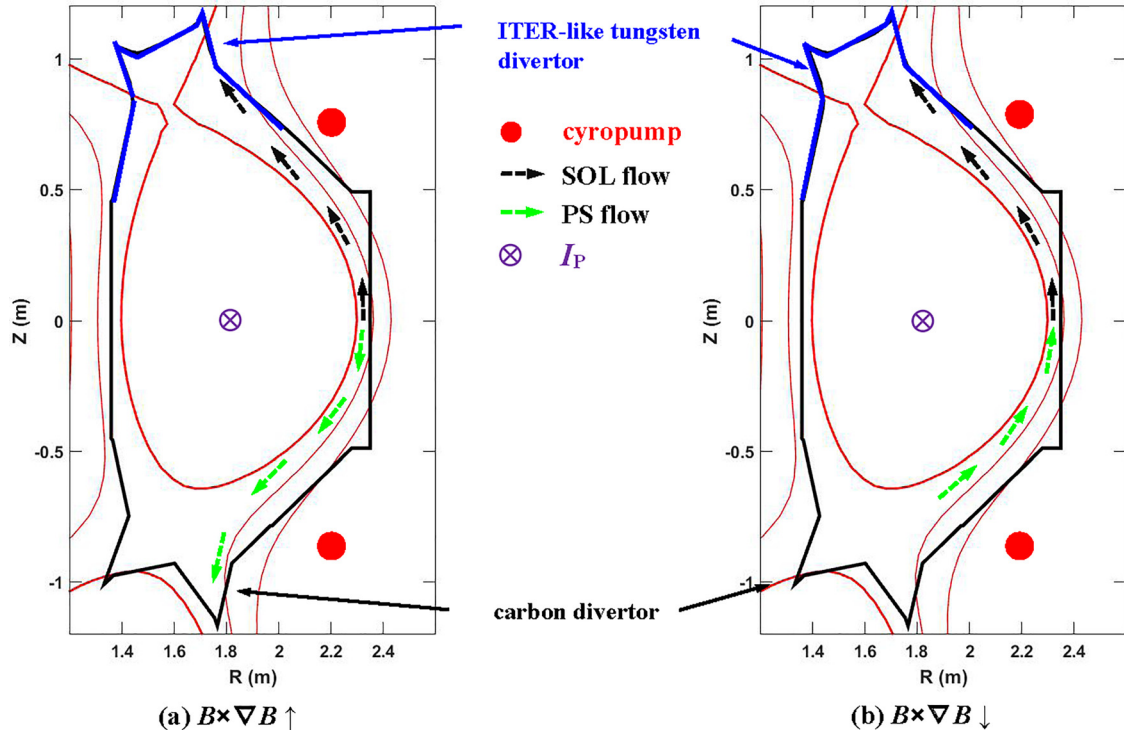 ITER-like tungsten
divertor
cyropump
SOL flow
PS flow
IP
carbon divertor
1
0.5
0
-0.5
-1
Z (m)
1.4 1.6 1.8 2 2.2 2.4
R (m)
(a) B×∇B ↑
1
0.5
0
-0.5
-1
Z (m)
1.4 1.6 1.8 2 2.2 2.4
R (m)
(b) B×∇B ↓